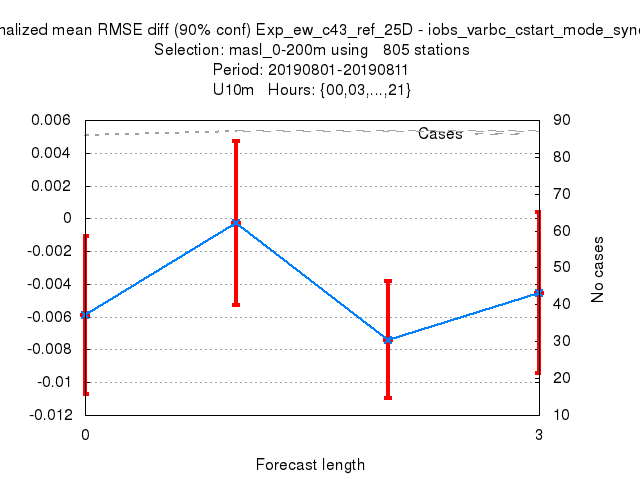 nalized mean RMSE diff (90% conf) Exp_ew_c43_ref_25D - iobs_varbc_cstart_mode_sync
Selection: masl_0-200m using 805 stations
Period: 20190801-20190811
U10m Hours: {00,03,...,21}
0.006 90
Cases
0.004 80
0.002 70
0 60
-0.002 50
-0.004 40
-0.006 30
-0.008 20
-0.01 10
-0.012
No cases
0 3
Forecast length